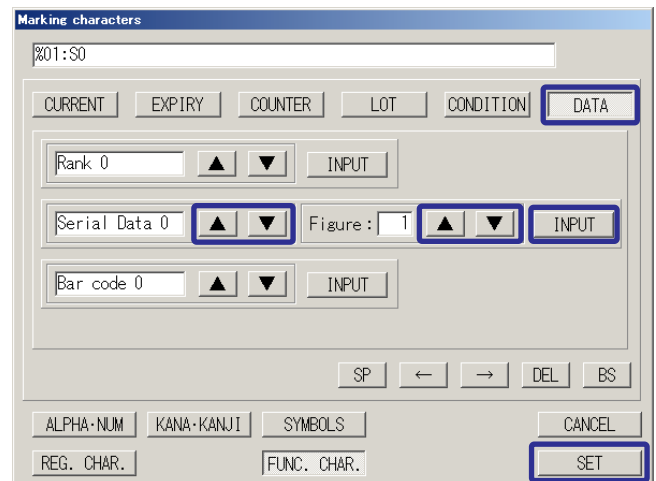 Marking characters
%01:S0
CURRENT EXPIRY COUNTER LOT CONDITION DATA
Rank 0 ▲ ▼ INPUT
Serial Data 0 ▲ ▼ Figure: 1 ▲ ▼ INPUT
Bar code 0 ▲ ▼ INPUT
SP ← → DEL BS
ALPHA·NUM KANA·KANJI SYMBOLS CANCEL
REG. CHAR. FUNC. CHAR. SET